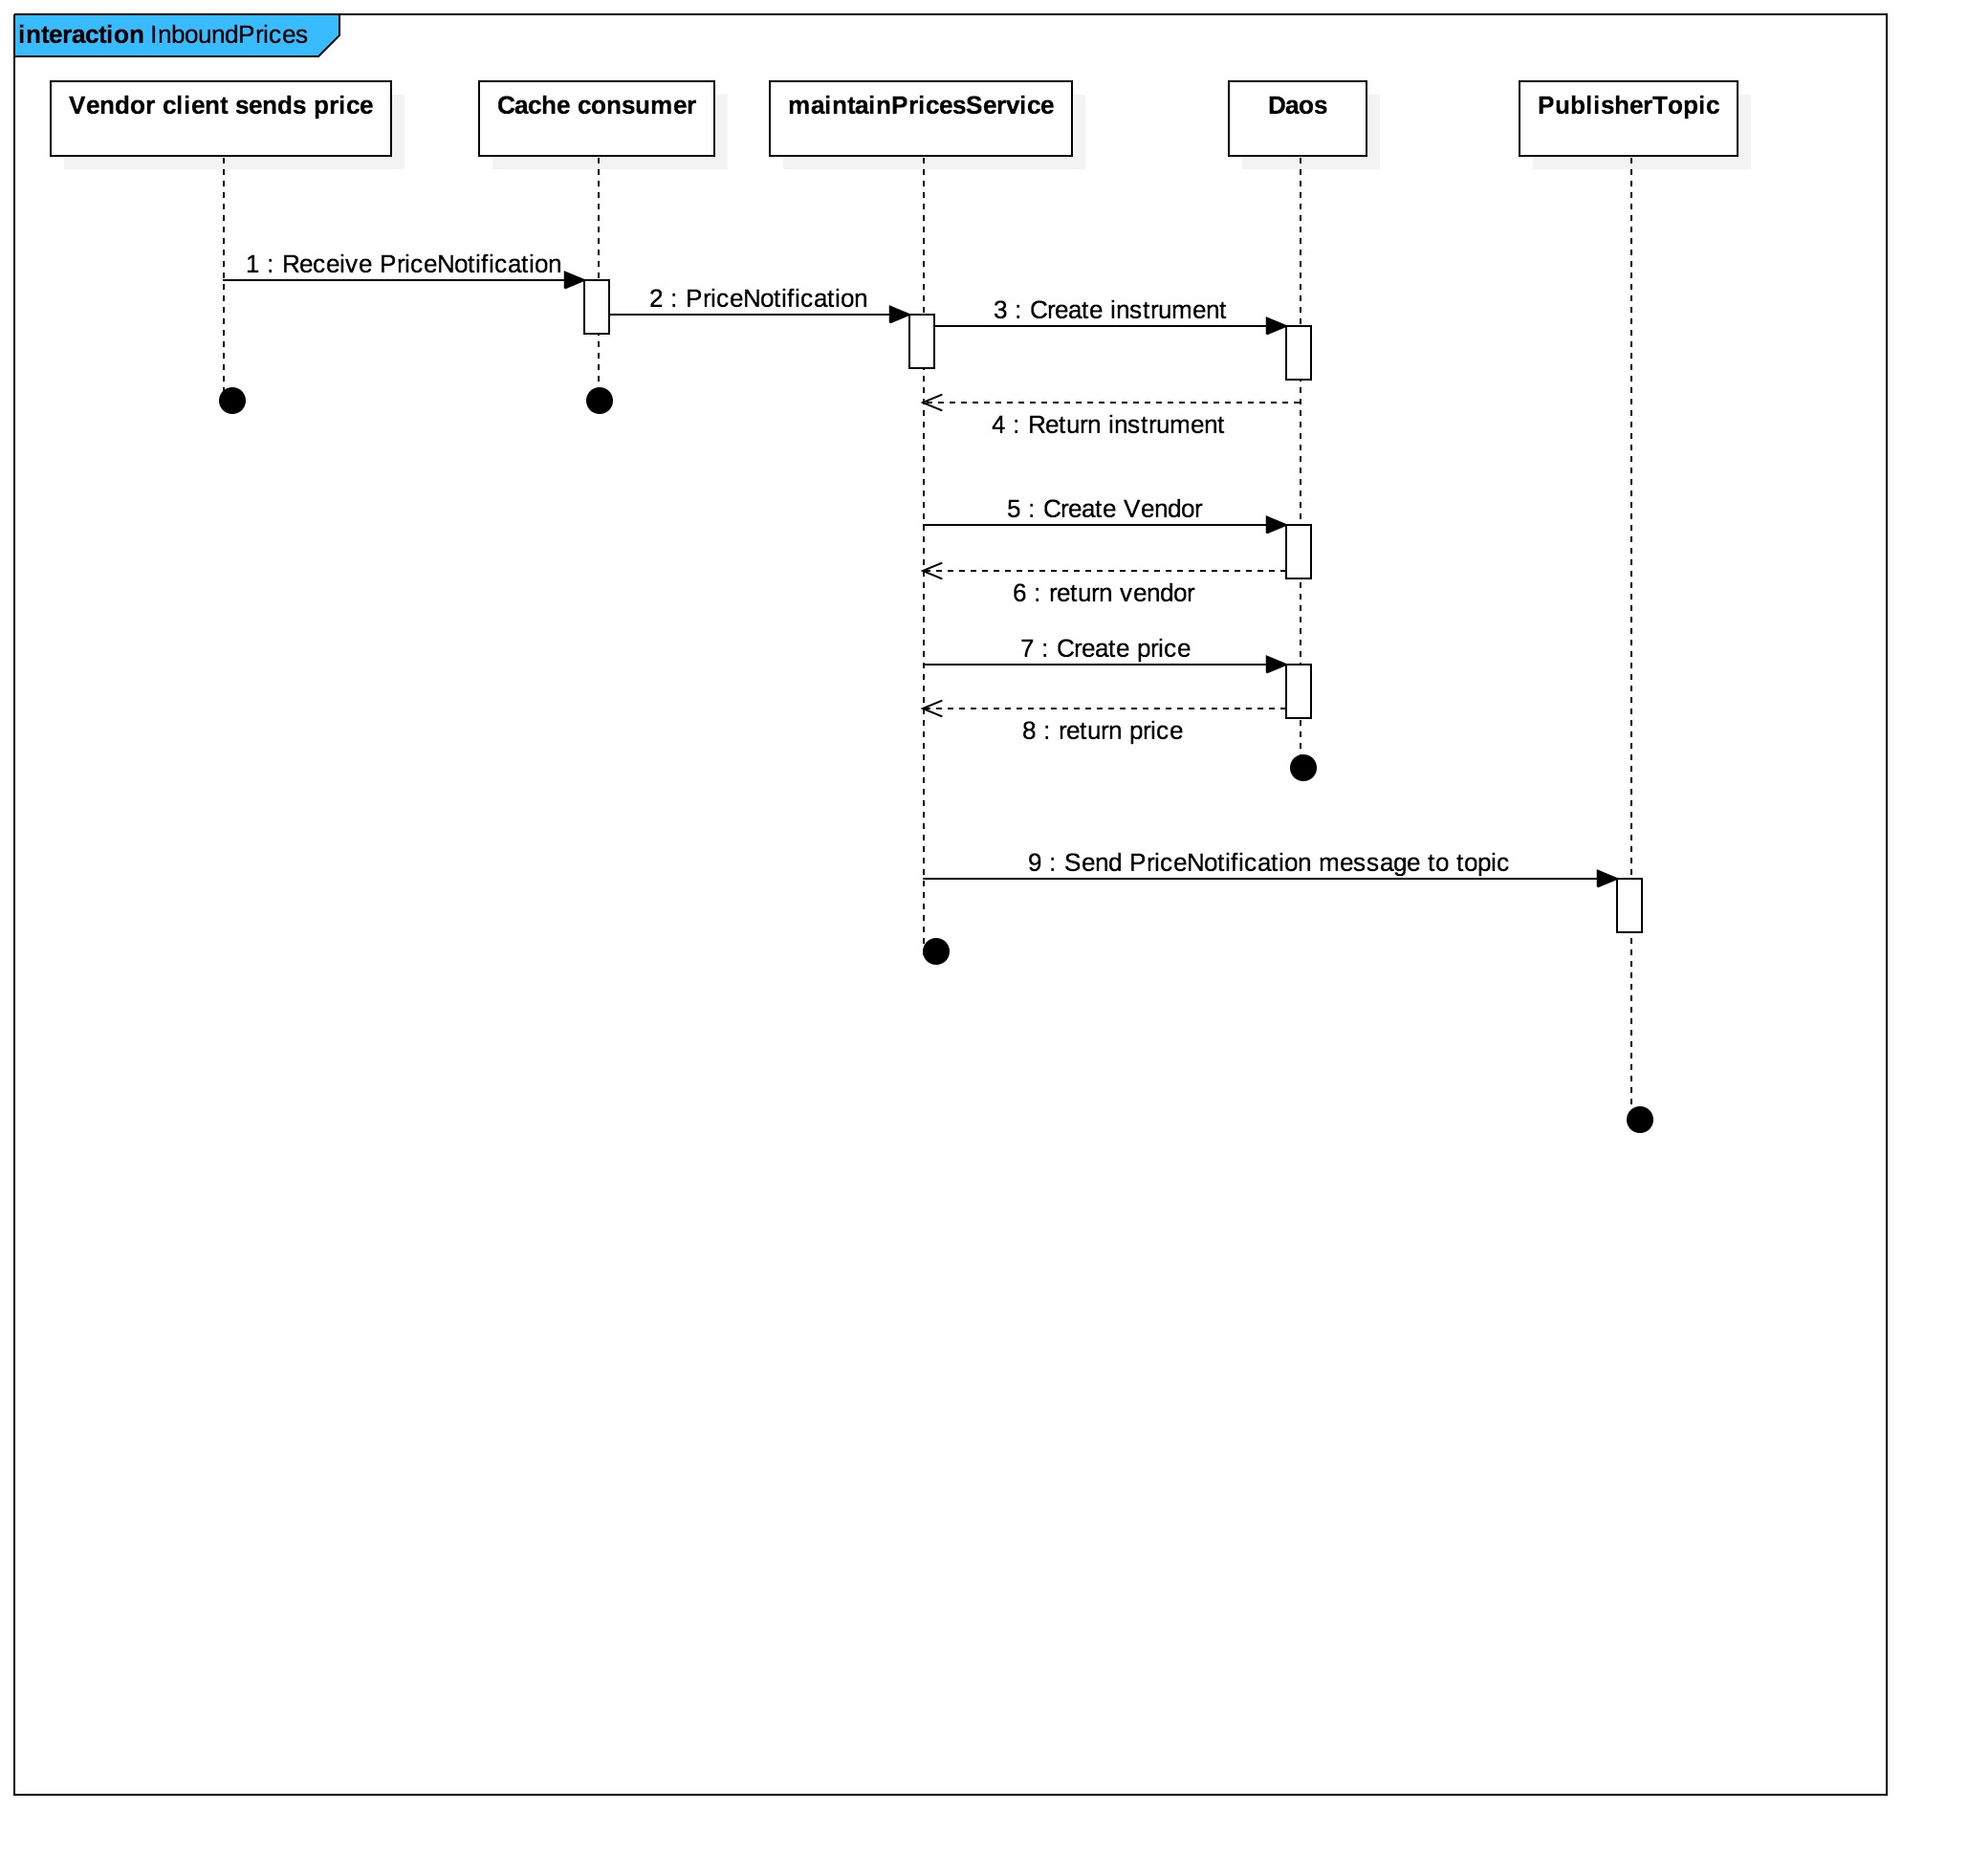 interaction InboundPrices
Vendor client sends price
Cache consumer
maintainPricesService
Daos
PublisherTopic
1 : Receive PriceNotification
2 : PriceNotification
3 : Create instrument
4 : Return instrument
5 : Create Vendor
6 : return vendor
7 : Create price
8 : return price
9 : Send PriceNotification message to topic